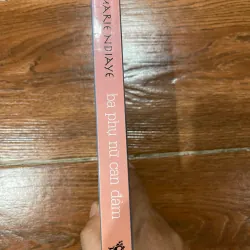 MARIE NDIAYE
ba phụ nữ can đảm